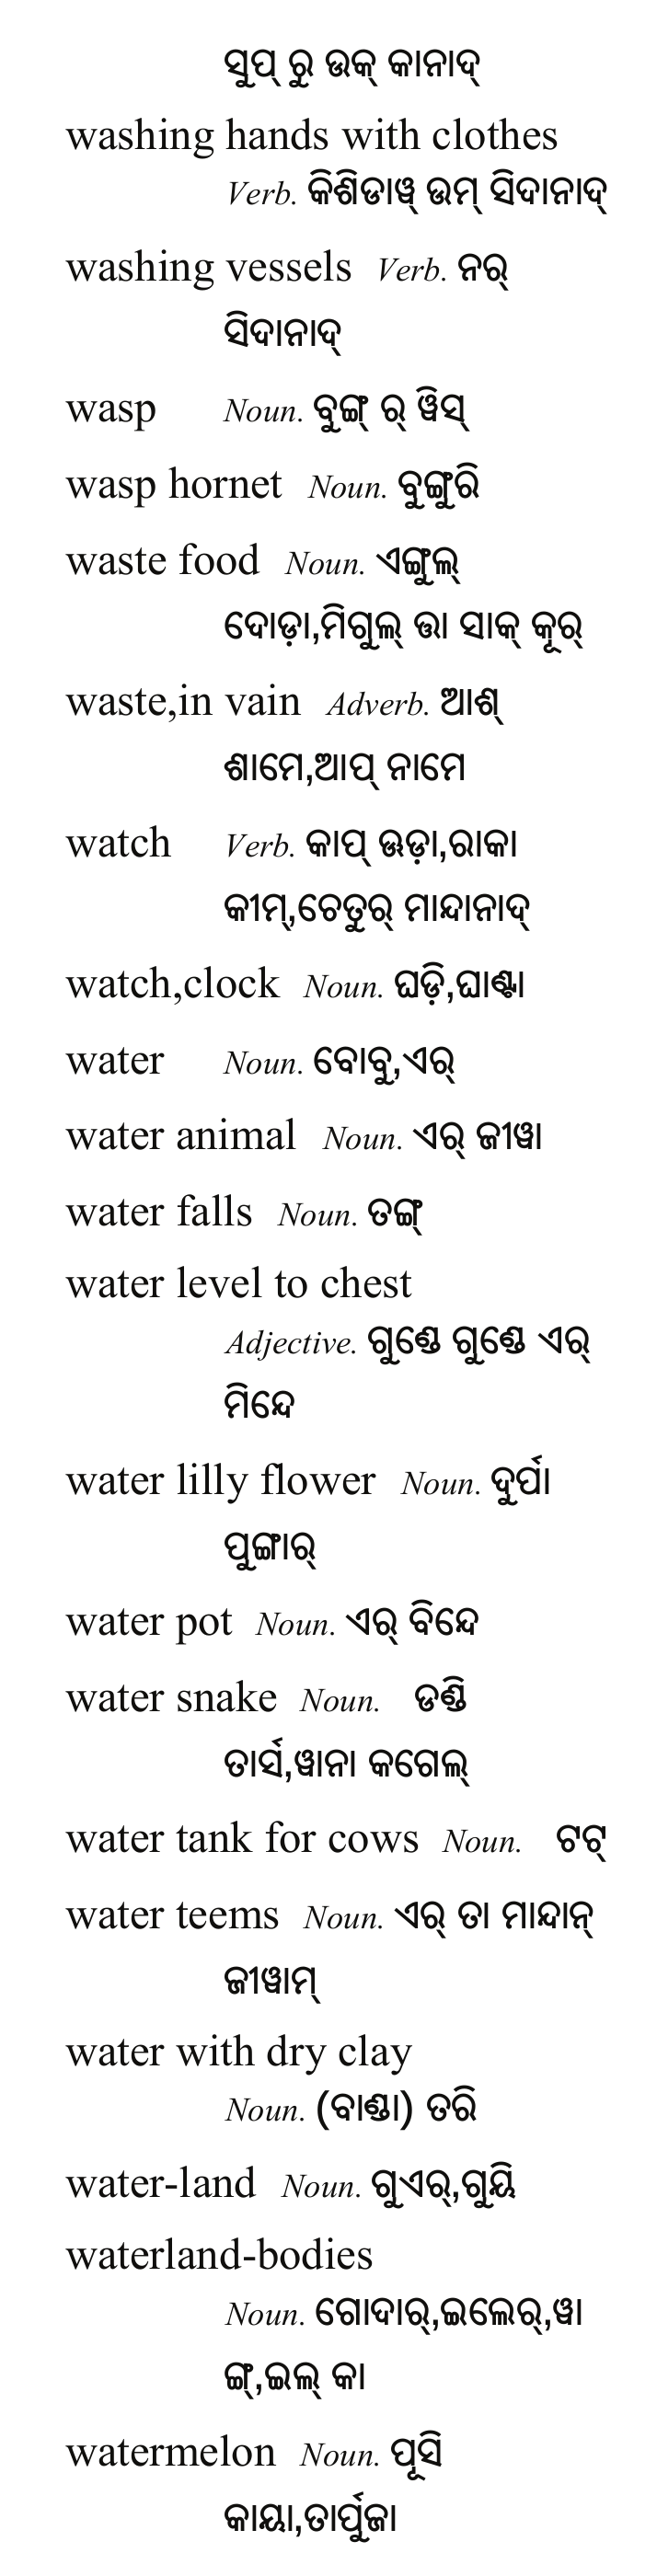 ସୁପ୍ ରୁ ଉକ୍ କାନାଦ୍
washing hands with clothes
Verb. କିଶିଡାୱ୍ ଉମ୍ ସିଦାନାଦ୍
washing vessels Verb. ନର୍
ସିଦାନାଦ୍
wasp Noun. ବୁଙ୍ଗ୍ ର୍ ୱିସ୍
wasp hornet Noun. ବୁଙ୍ଗୁରି
waste food Noun. ଏଙ୍ଗୁଲ୍
ଦୋଡ଼ା,ମିଗୁଲ୍ ଉା ସାକ୍ କୂର୍
waste,in vain Adverb. ଆଶ୍
ଶାମେ,ଆପ୍ ନାମେ
watch Verb. କାପ୍ ଊଡ଼ା,ରାକା
କୀମ୍,ଚେତୁର୍ ମାନ୍ଦାନାଦ୍
watch,clock Noun. ଘଡ଼ି,ଘାଣ୍ଟା
water Noun. ବୋବୁ,ଏର୍
water animal Noun. ଏର୍ ଜୀୱା
water falls Noun. ତଙ୍ଗ୍
water level to chest
Adjective. ଗୁଣ୍ଡେ ଗୁଣ୍ଡେ ଏର୍
ମିନ୍ଦେ
water lilly flower Noun. ଦୁର୍ପା
ପୁଙ୍ଗାର୍
water pot Noun. ଏର୍ ବିନ୍ଦେ
water snake Noun. ଡଣ୍ଡି
ତାର୍ସ,ୱାନା କଗେଲ୍
water tank for cows Noun. ଟଟ୍
water teems Noun. ଏର୍ ତା ମାନ୍ଦାନ୍
ଜୀୱାମ୍
water with dry clay
Noun. (ବାଣ୍ଡା) ତରି
water-land Noun. ଗୁଏର୍,ଗୁୟି
waterland-bodies
Noun. ଗୋଦାର୍,ଇଲେର୍,ୱା
ଙ୍ଗ୍,ଇଲ୍ କା
watermelon Noun. ପୂସି
କାୟା,ତାର୍ପୁଜା